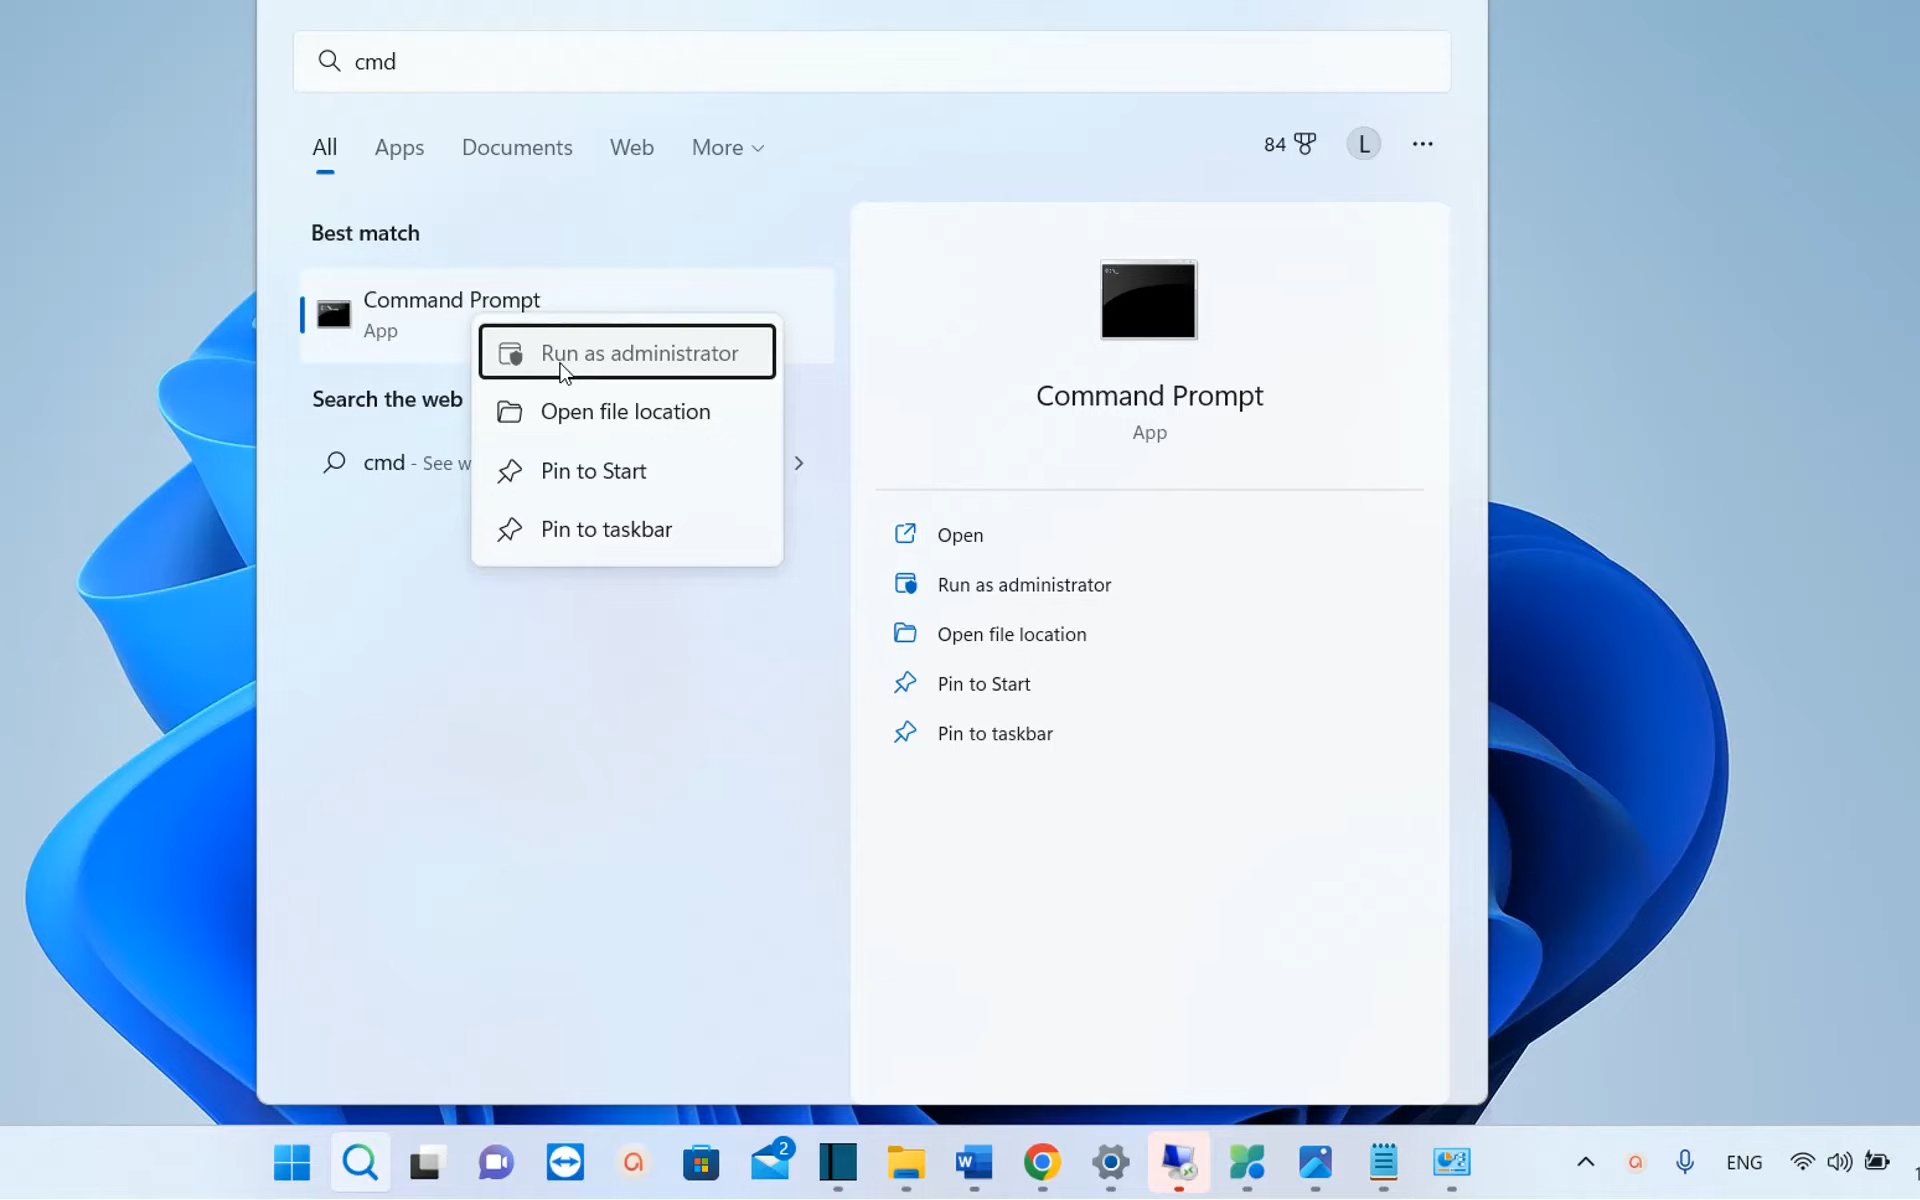 cmd
All Apps Documents Web More
84 L
Best match
Command Prompt
App
Run as administrator
Open file location
Pin to Start
Pin to taskbar
Search the web
cmd - See w
Command Prompt
App
Open
Run as administrator
Open file location
Pin to Start
Pin to taskbar
2
ENG